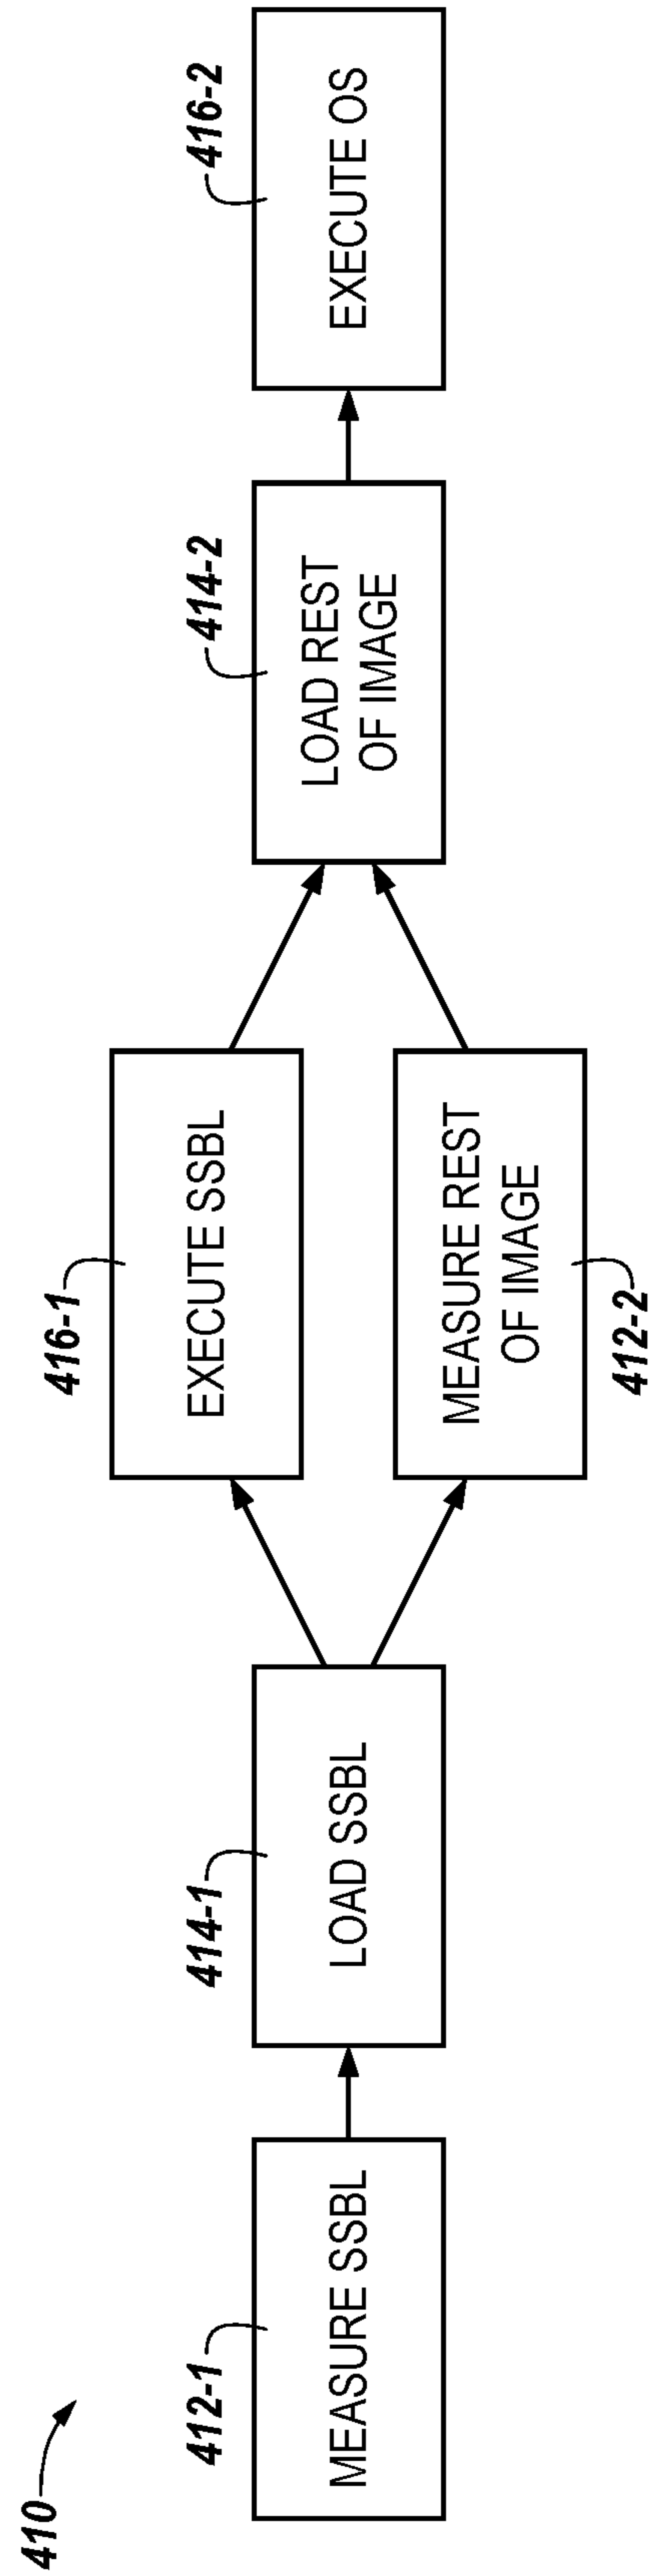 410
412-1
MEASURE SSBL
414-1
LOAD SSBL
416-1
EXECUTE SSBL
MEASURE REST
OF IMAGE
412-2
414-2
LOAD REST
OF IMAGE
416-2
EXECUTE OS